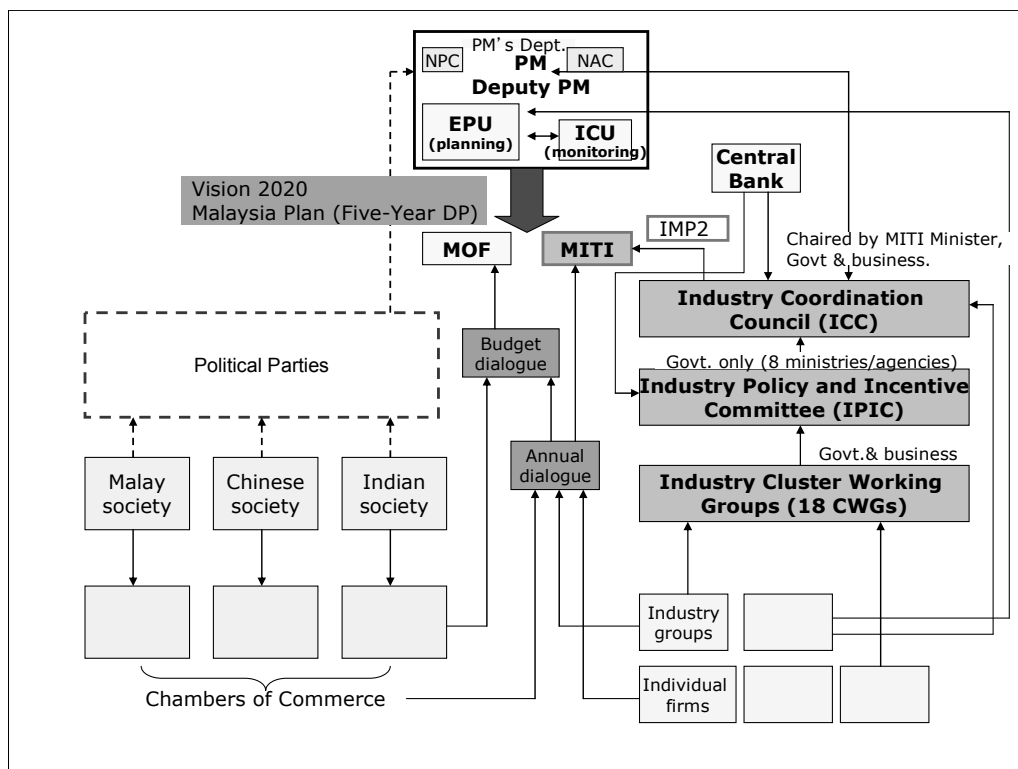 PM's Dept.
NPC
PM
NAC
Deputy PM
EPU
(planning)
ICU
(monitoring)
Central
Bank
Vision 2020
Malaysia Plan (Five-Year DP)
IMP2
MOF
MITI
Chaired by MITI Minister,
Govt & business.
Industry Coordination
Council (ICC)
Budget
dialogue
Political Parties
Govt. only (8 ministries/agencies)
Industry Policy and Incentive
Committee (IPIC)
Annual
dialogue
Govt.& business
Malay
society
Chinese
society
Indian
society
Industry Cluster Working
Groups (18 CWGs)
Industry
groups
Chambers of Commerce
Individual
firms